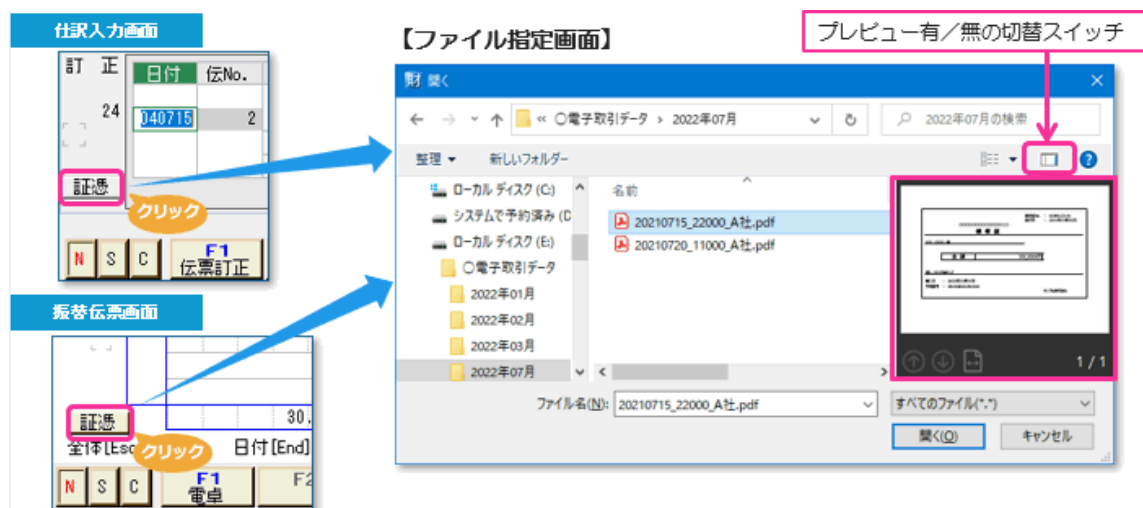 仕訳入力画面
訂 正
日付
伝No.
24
040715
2
証憑
クリック
N
S
C
F1
伝票訂正
振替伝票画面
証憑
30.
全体[Esc
クリック
日付[End]
N
S
C
F1
電卓
F2
【ファイル指定画面】
プレビュー有/無の切替スイッチ
財 開く
« 〇電子取引データ › 2022年07月
2022年07月の検索
整理
新しいフォルダー
ローカル ディスク (C:)
システムで予約済み (D
ローカル ディスク (E:)
〇電子取引データ
2022年01月
2022年02月
2022年03月
2022年07月
名前
20210715_22000_A社.pdf
20210720_11000_A社.pdf
1 / 1
ファイル名(N):
20210715_22000_A社.pdf
すべてのファイル(*.*)
開く(O)
キャンセル